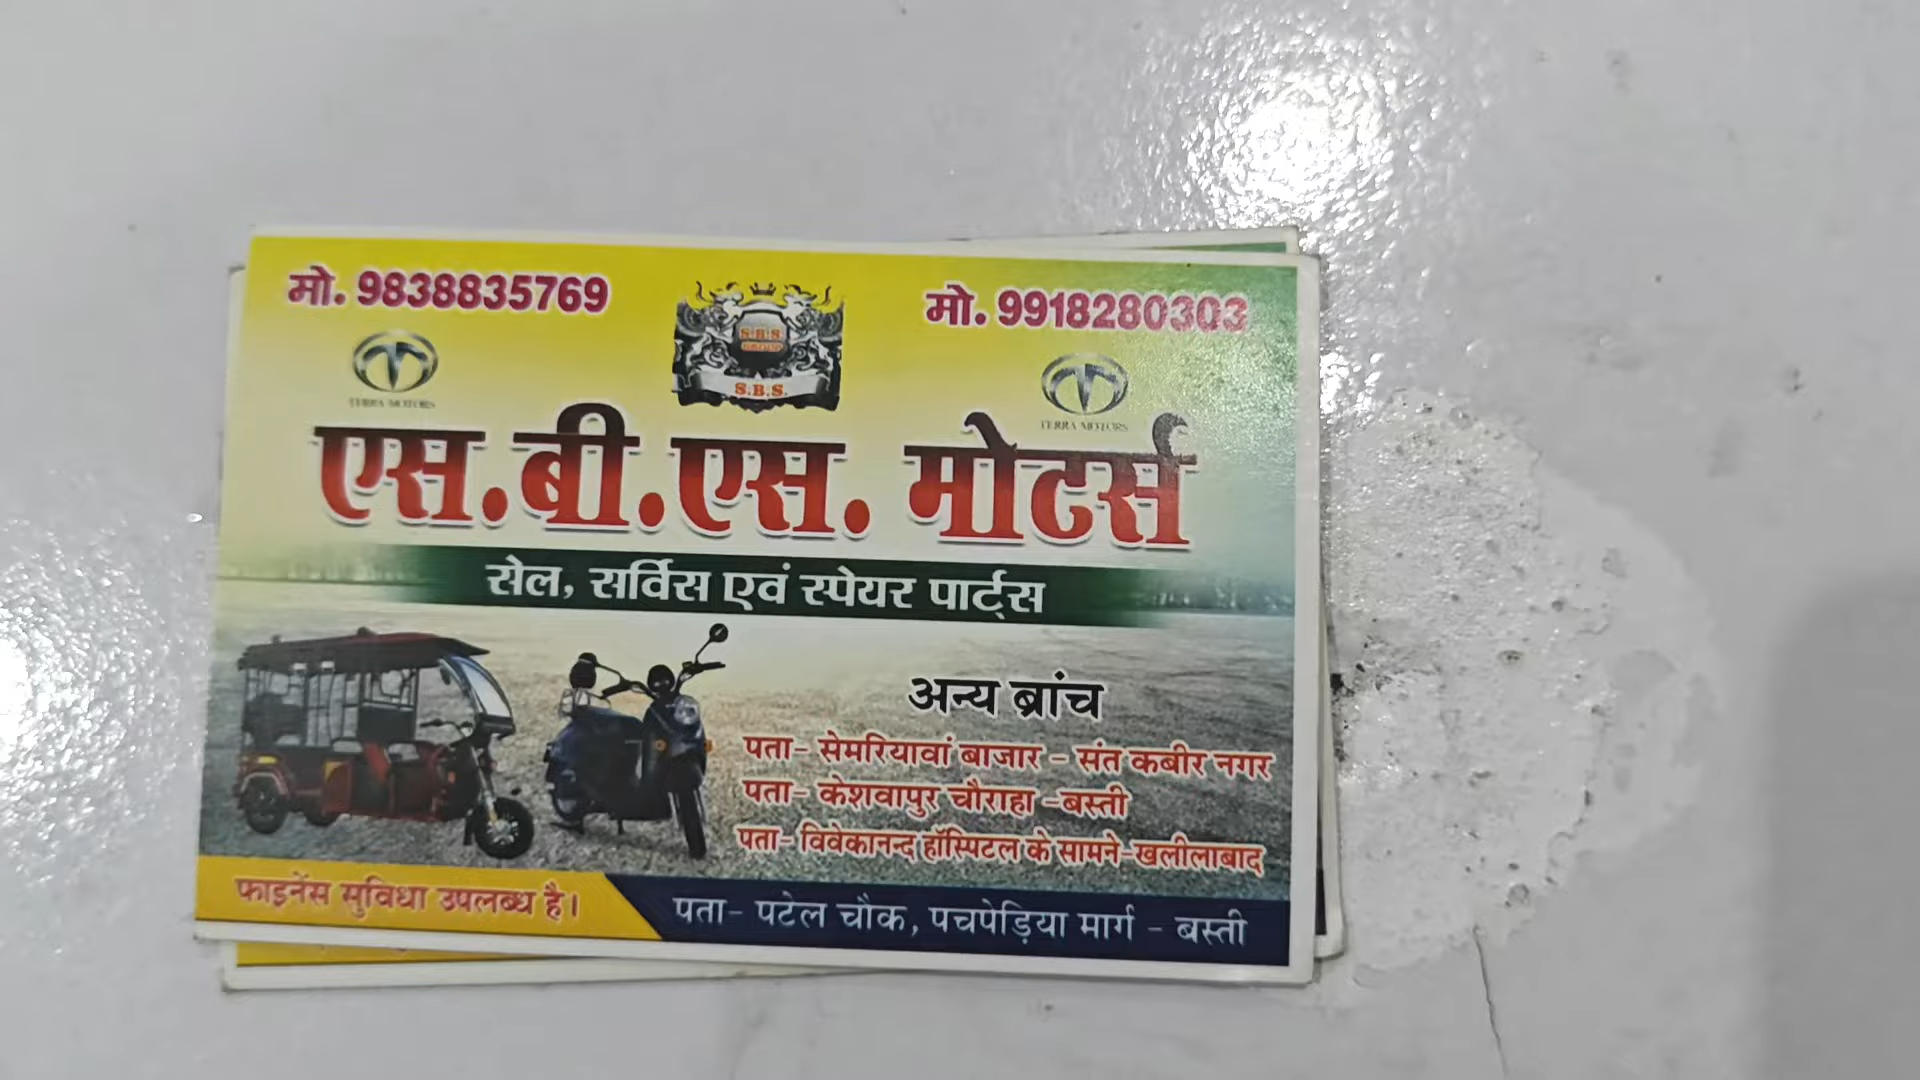 मो. 9838835769
मो. 9918280303
S.B.S.
S.B.S.
TERRA MOTORS
TERRA MOTORS
एस.बी.एस. मोटर्स
सेल, सर्विस एवं स्पेयर पार्ट्स
अन्य ब्रांच
पता- सेमरियावां बाजार - संत कबीर नगर
पता- केशवापुर चौराहा -बस्ती
पता- विवेकानन्द हॉस्पिटल के सामने-खलीलाबाद
फाइनेंस सुविधा उपलब्ध है।
पता- पटेल चौक, पचपेड़िया मार्ग - बस्ती